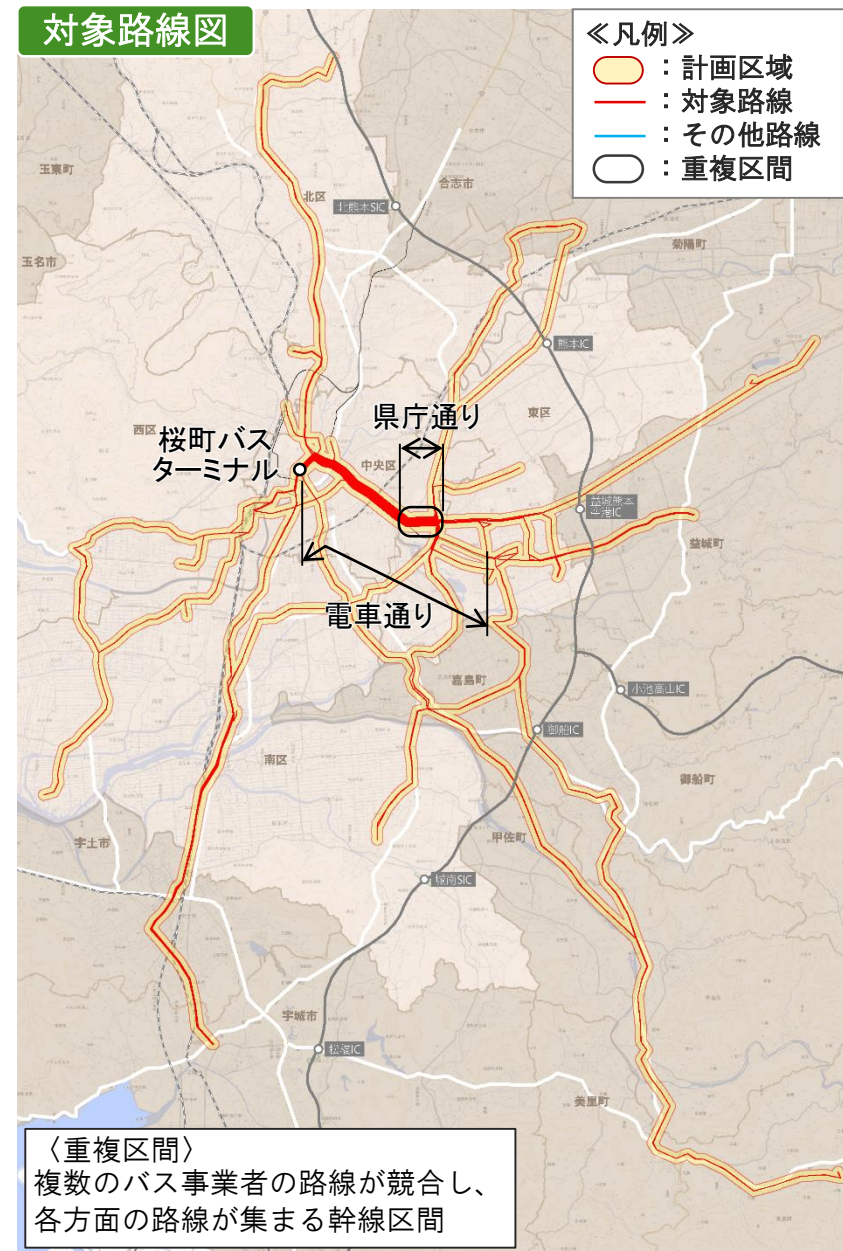 対象路線図
≪凡例≫
：計画区域
：対象路線
：その他路線
：重複区間
玉東町
北区
合志市
北熊本SIC
菊陽町
玉名市
熊本IC
県庁通り
東区
西区
桜町バス
ターミナル
中央区
益城熊本
空港IC
益城町
電車通り
嘉島町
小池高山IC
御船IC
南区
御船町
宇土市
甲佐町
城南SIC
宇城市
松橋IC
美里町
〈重複区間〉
複数のバス事業者の路線が競合し、
各方面の路線が集まる幹線区間